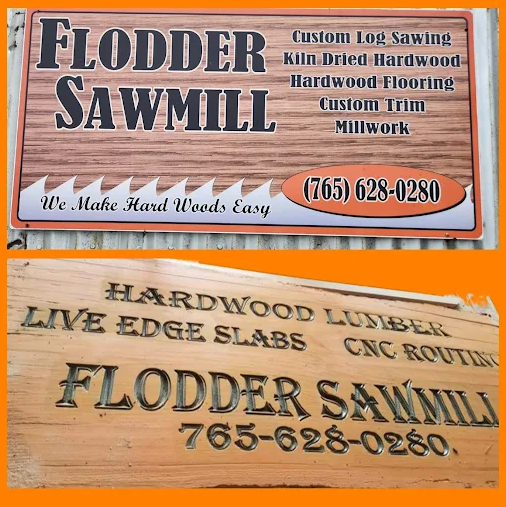 FLODDER
SAWMILL
Custom Log Sawing
Kiln Dried Hardwood
Hardwood Flooring
Custom Trim
Millwork
We Make Hard Woods Easy
(765) 628-0280
HARDWOOD LUMBER
LIVE EDGE SLABS
CNC ROUTING
FLODDER SAWMILL
765-628-0280